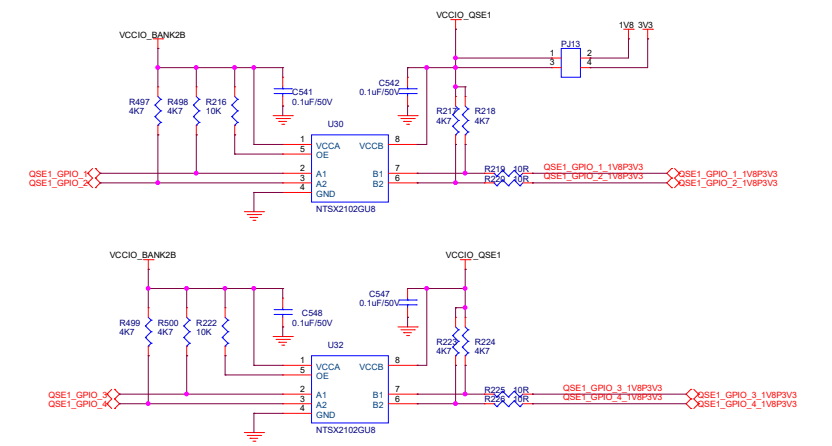 VCCIO_QSE1
1V8 3V3
VCCIO_BANK2B
PJ13
1 2
3 4
C541
0.1uF/50V
C542
0.1uF/50V
R497
4K7
R498
4K7
R216
10K
R217
4K7
R218
4K7
U30
1 VCCA VCCB 8
5 OE
QSE1_GPIO_1 2 A1 B1 7 R219 10R QSE1_GPIO_1_1V8P3V3 QSE1_GPIO_1_1V8P3V3
QSE1_GPIO_2 3 A2 B2 6 R220 10R QSE1_GPIO_2_1V8P3V3 QSE1_GPIO_2_1V8P3V3
4 GND
NTSX2102GU8
VCCIO_BANK2B VCCIO_QSE1
C548
0.1uF/50V
C547
0.1uF/50V
R499
4K7
R500
4K7
R222
10K
R223
4K7
R224
4K7
U32
1 VCCA VCCB 8
5 OE
QSE1_GPIO_3 2 A1 B1 7 R225 10R QSE1_GPIO_3_1V8P3V3 QSE1_GPIO_3_1V8P3V3
QSE1_GPIO_4 3 A2 B2 6 R226 10R QSE1_GPIO_4_1V8P3V3 QSE1_GPIO_4_1V8P3V3
4 GND
NTSX2102GU8